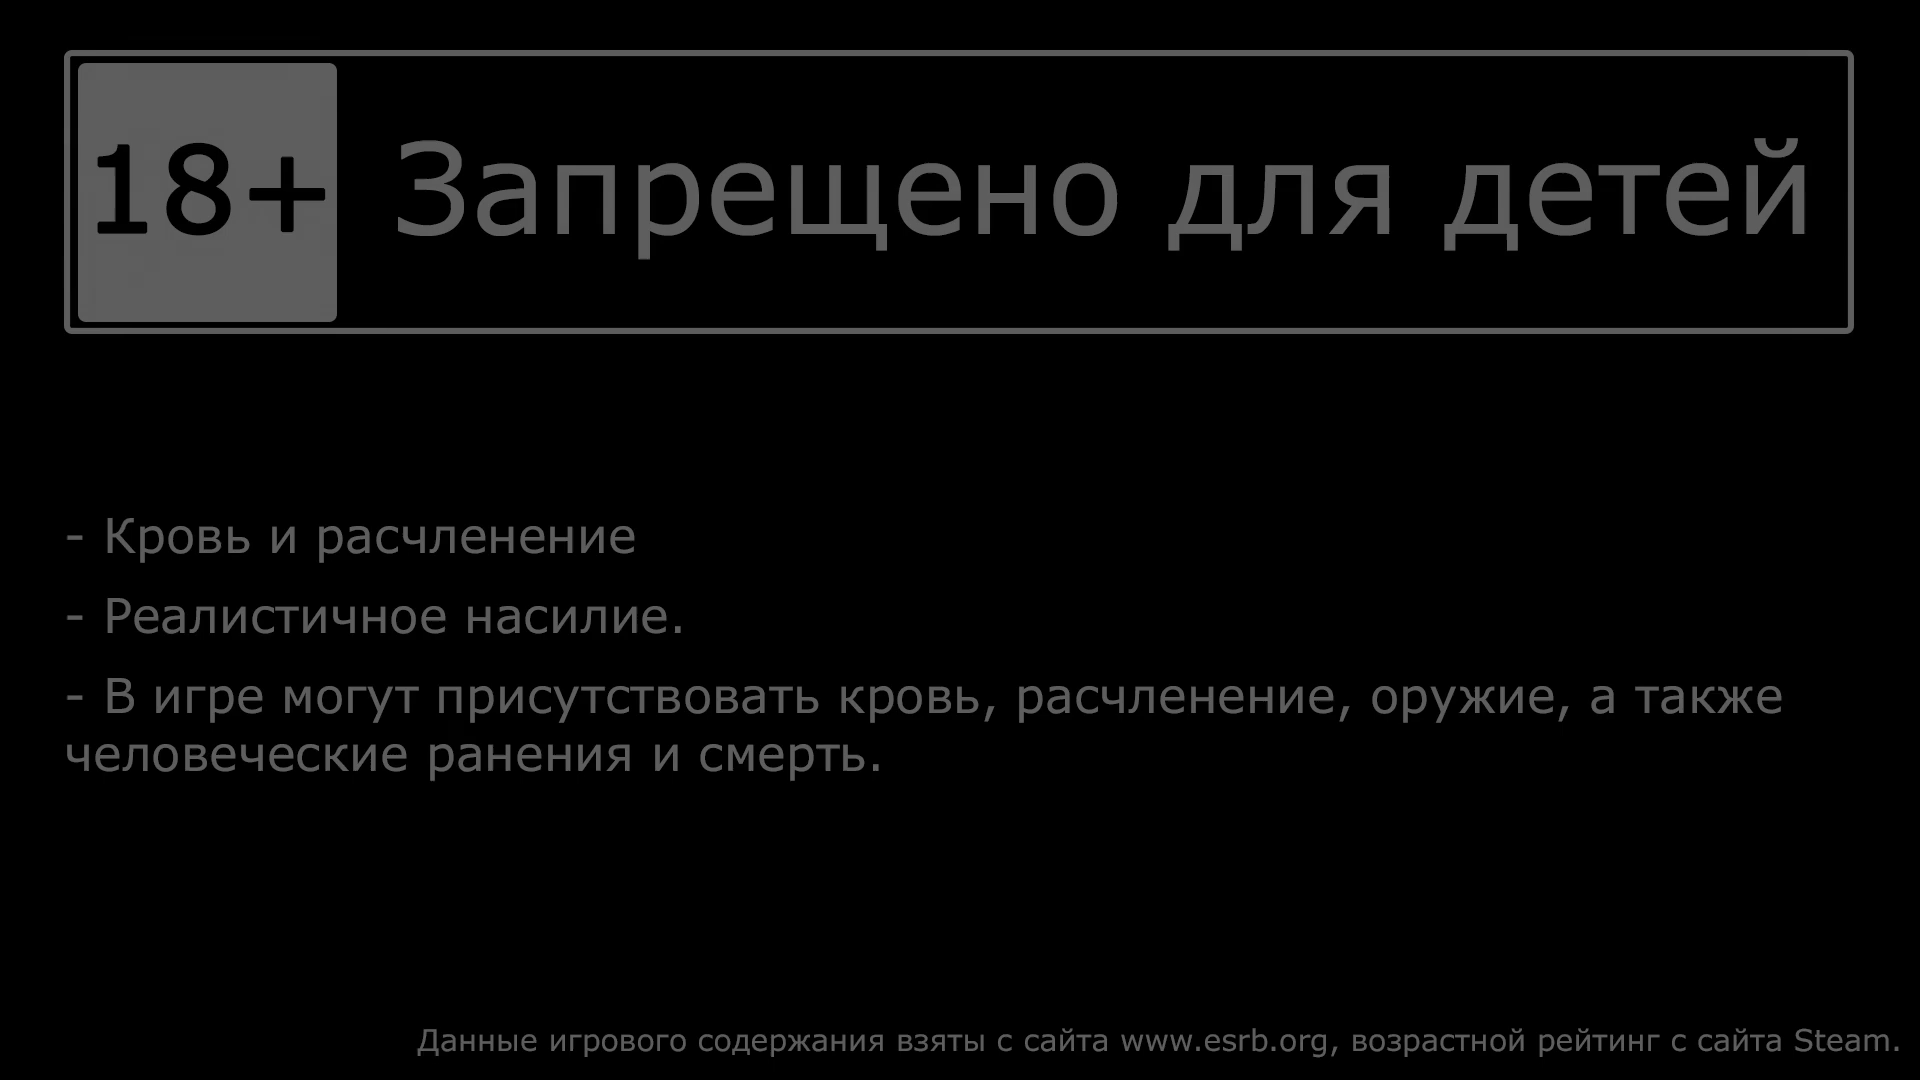 18+ Запрещено для детей
- Кровь и расчленение
- Реалистичное насилие.
- В игре могут присутствовать кровь, расчленение, оружие, а также
человеческие ранения и смерть.
Данные игрового содержания взяты с сайта www.esrb.org, возрастной рейтинг с сайта Steam.